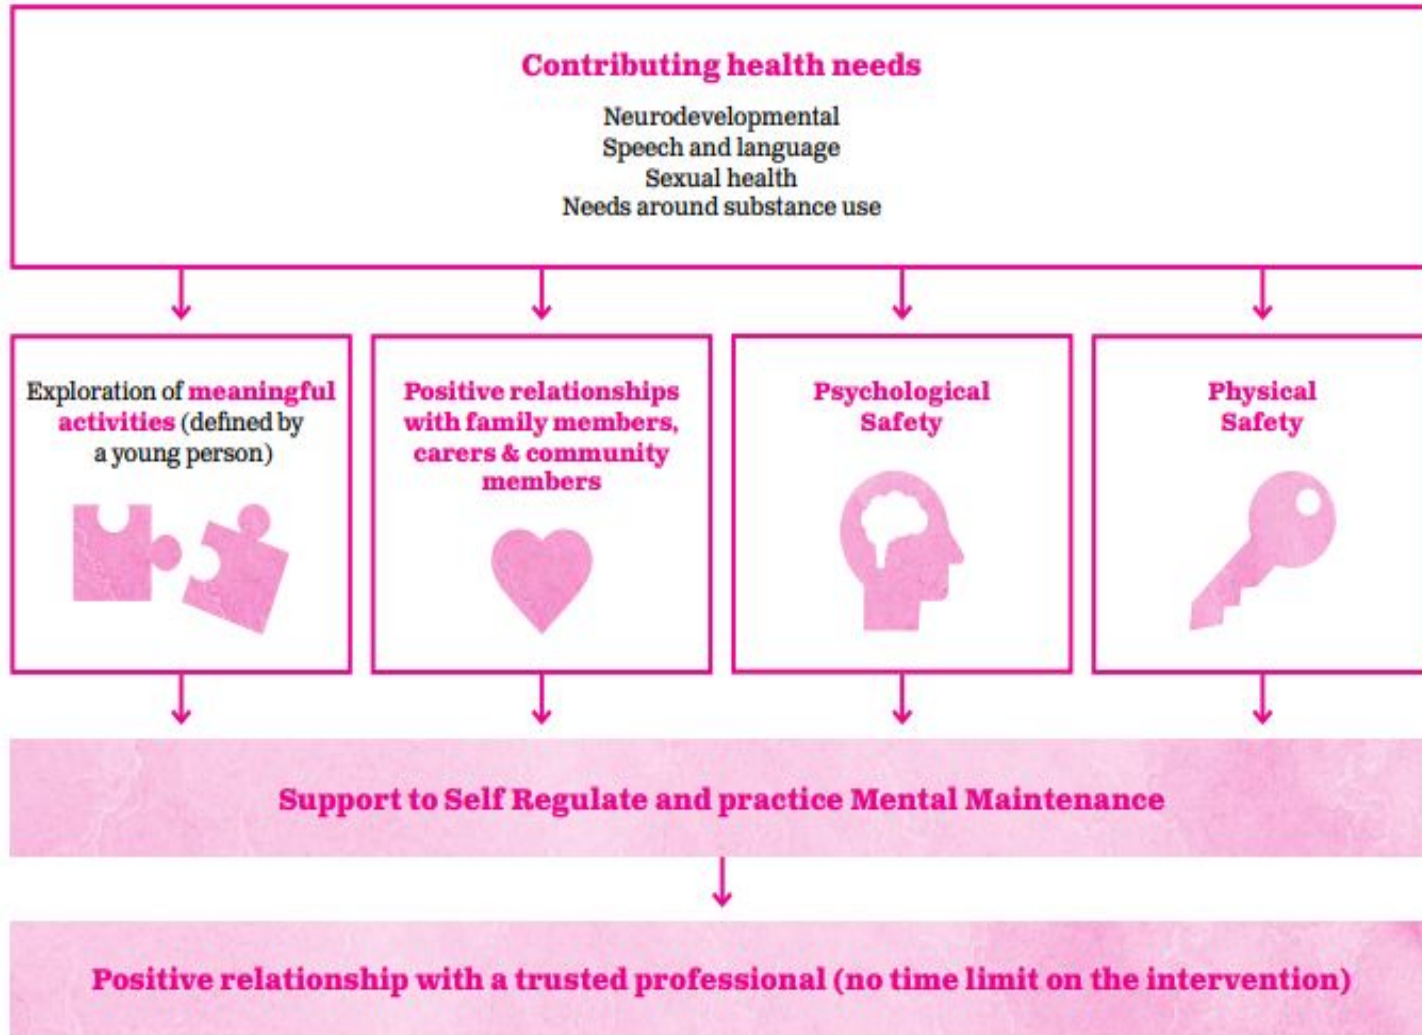 Contributing health needs
Neurodevelopmental
Speech and language
Sexual health
Needs around substance use
Exploration of meaningful
activities (defined by
a young person)
Positive relationships
with family members,
carers & community
members
Psychological
Safety
Physical
Safety
Support to Self Regulate and practice Mental Maintenance
Positive relationship with a trusted professional (no time limit on the intervention)